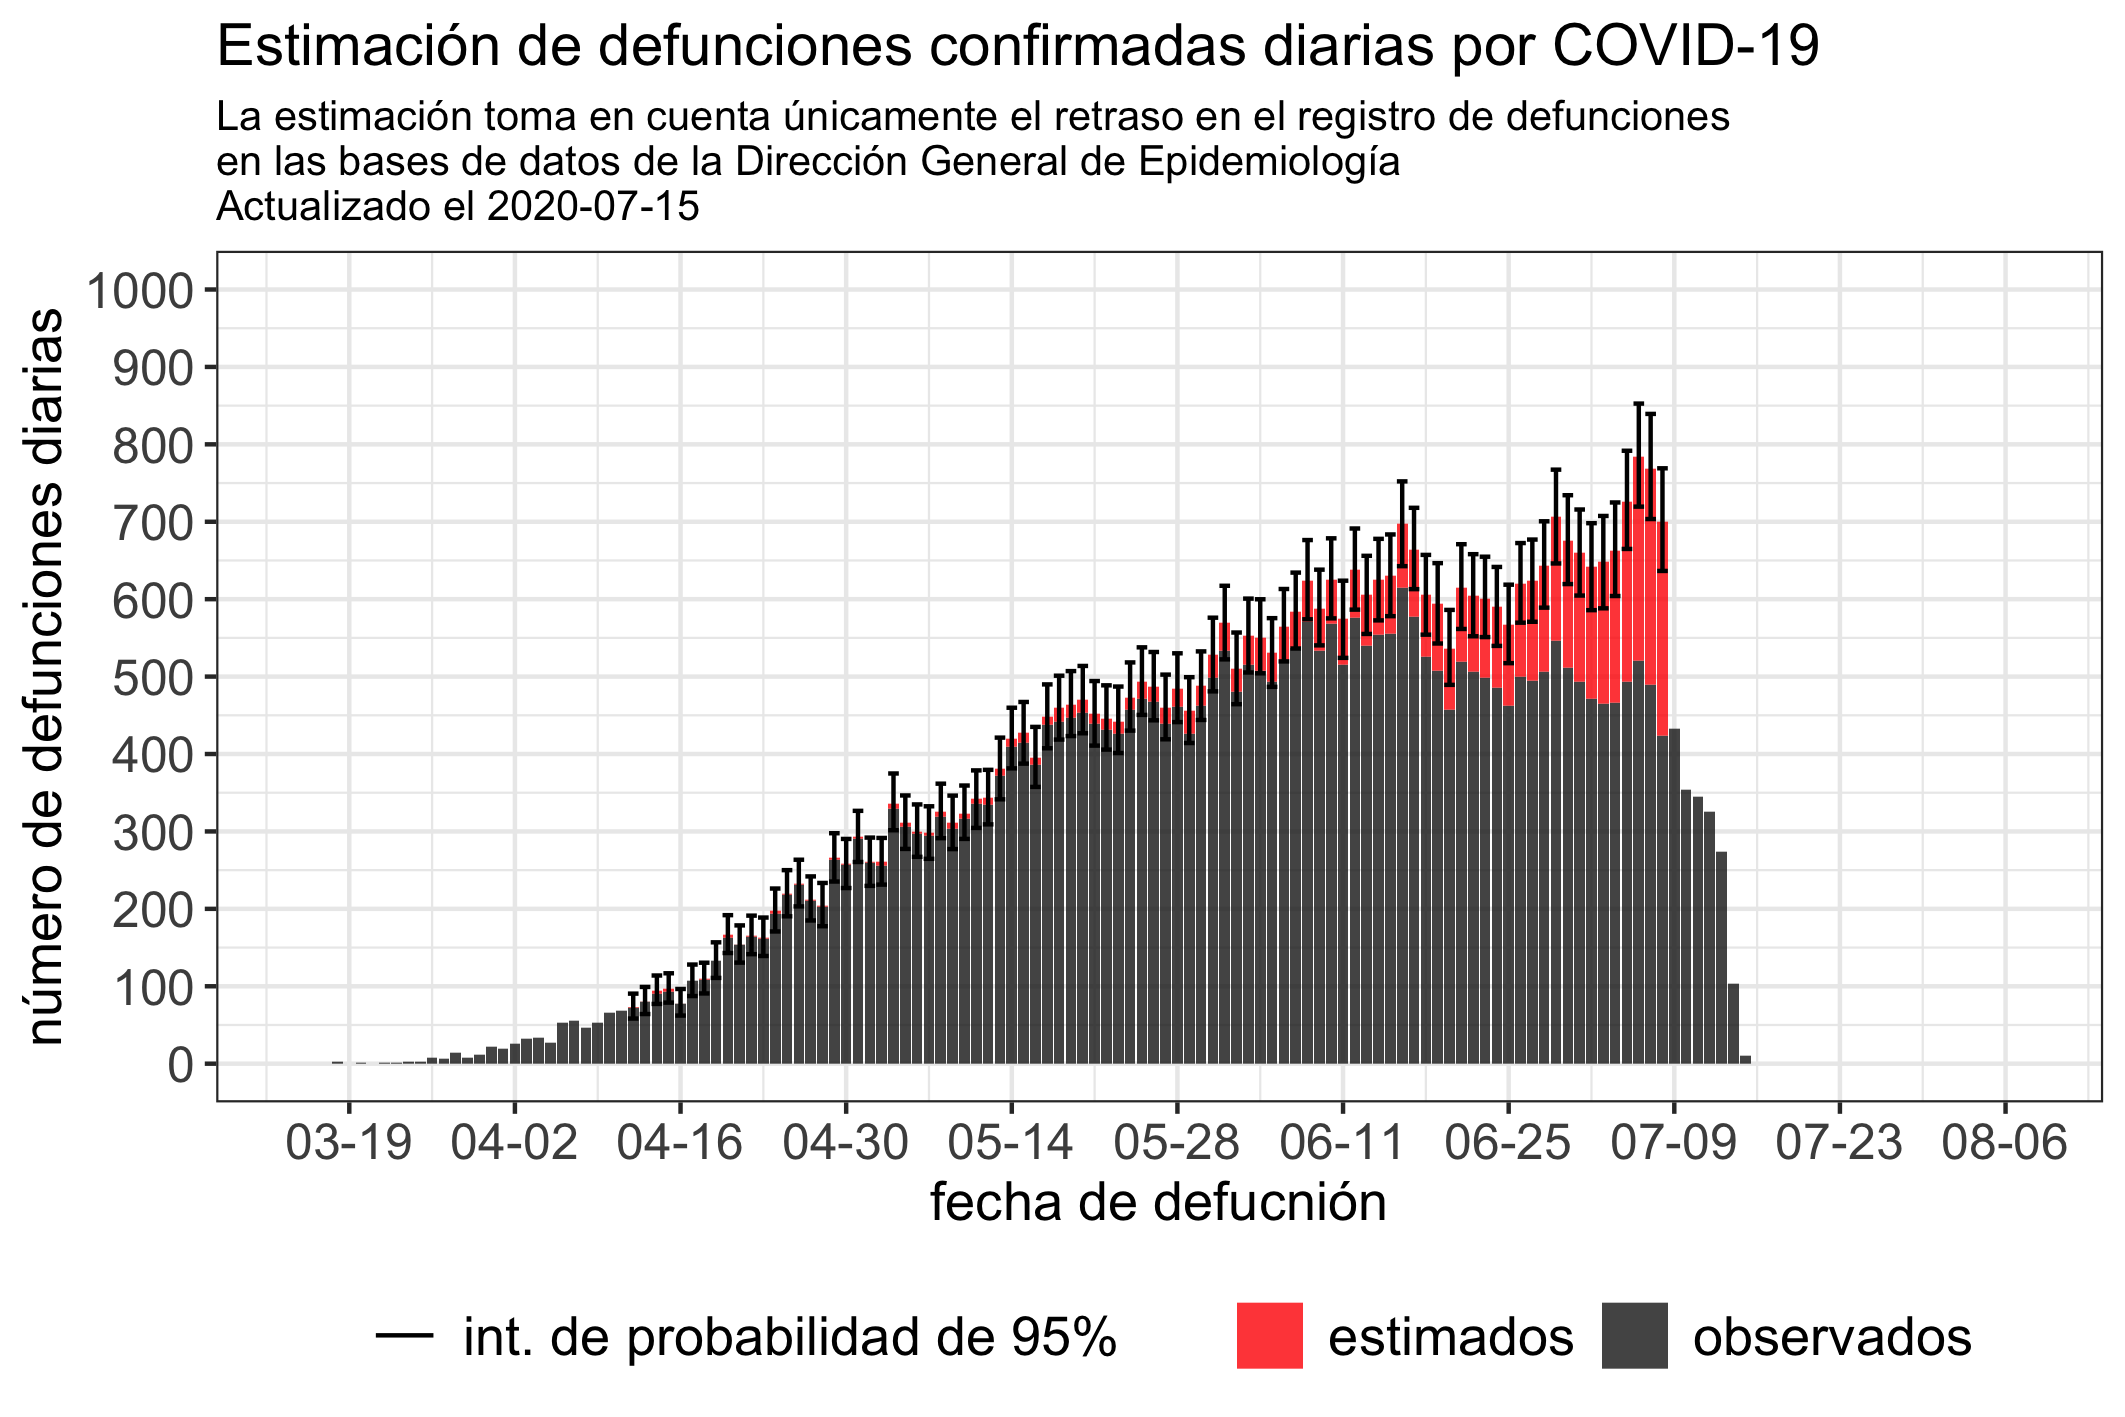 Estimación de defunciones confirmadas diarias por COVID-19
La estimación toma en cuenta únicamente el retraso en el registro de defunciones
en las bases de datos de la Dirección General de Epidemiología
Actualizado el 2020-07-15
número de defunciones diarias
1000
900
800
700
600
500
400
300
200
100
0
03-19 04-02 04-16 04-30 05-14 05-28 06-11 06-25 07-09 07-23 08-06
fecha de defucnión
int. de probabilidad de 95% estimados observados